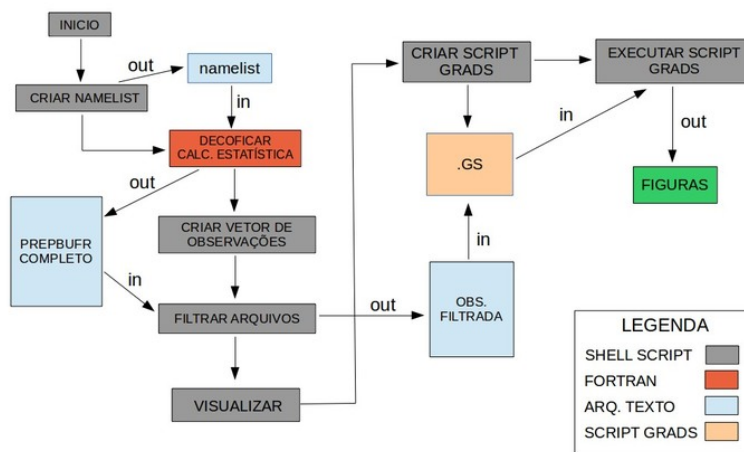 INICIO
out
CRIAR NAMELIST
namelist
in
DECOFICAR
CALC. ESTATÍSTICA
out
PREPBUFR
COMPLETO
in
CRIAR VETOR DE
OBSERVAÇÕES
FILTRAR ARQUIVOS
out
VISUALIZAR
CRIAR SCRIPT
GRADS
EXECUTAR SCRIPT
GRADS
in
out
.GS
FIGURAS
in
OBS.
FILTRADA
LEGENDA
SHELL SCRIPT
FORTRAN
ARQ. TEXTO
SCRIPT GRADS